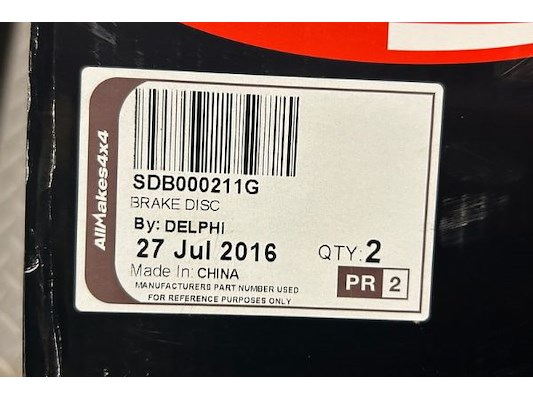 AllMakes4x4
SDB000211G
BRAKE DISC
By: DELPHI
27 Jul 2016
QTY: 2
Made In: CHINA
PR 2
MANUFACTURERS PART NUMBER USED
FOR REFERENCE PURPOSES ONLY